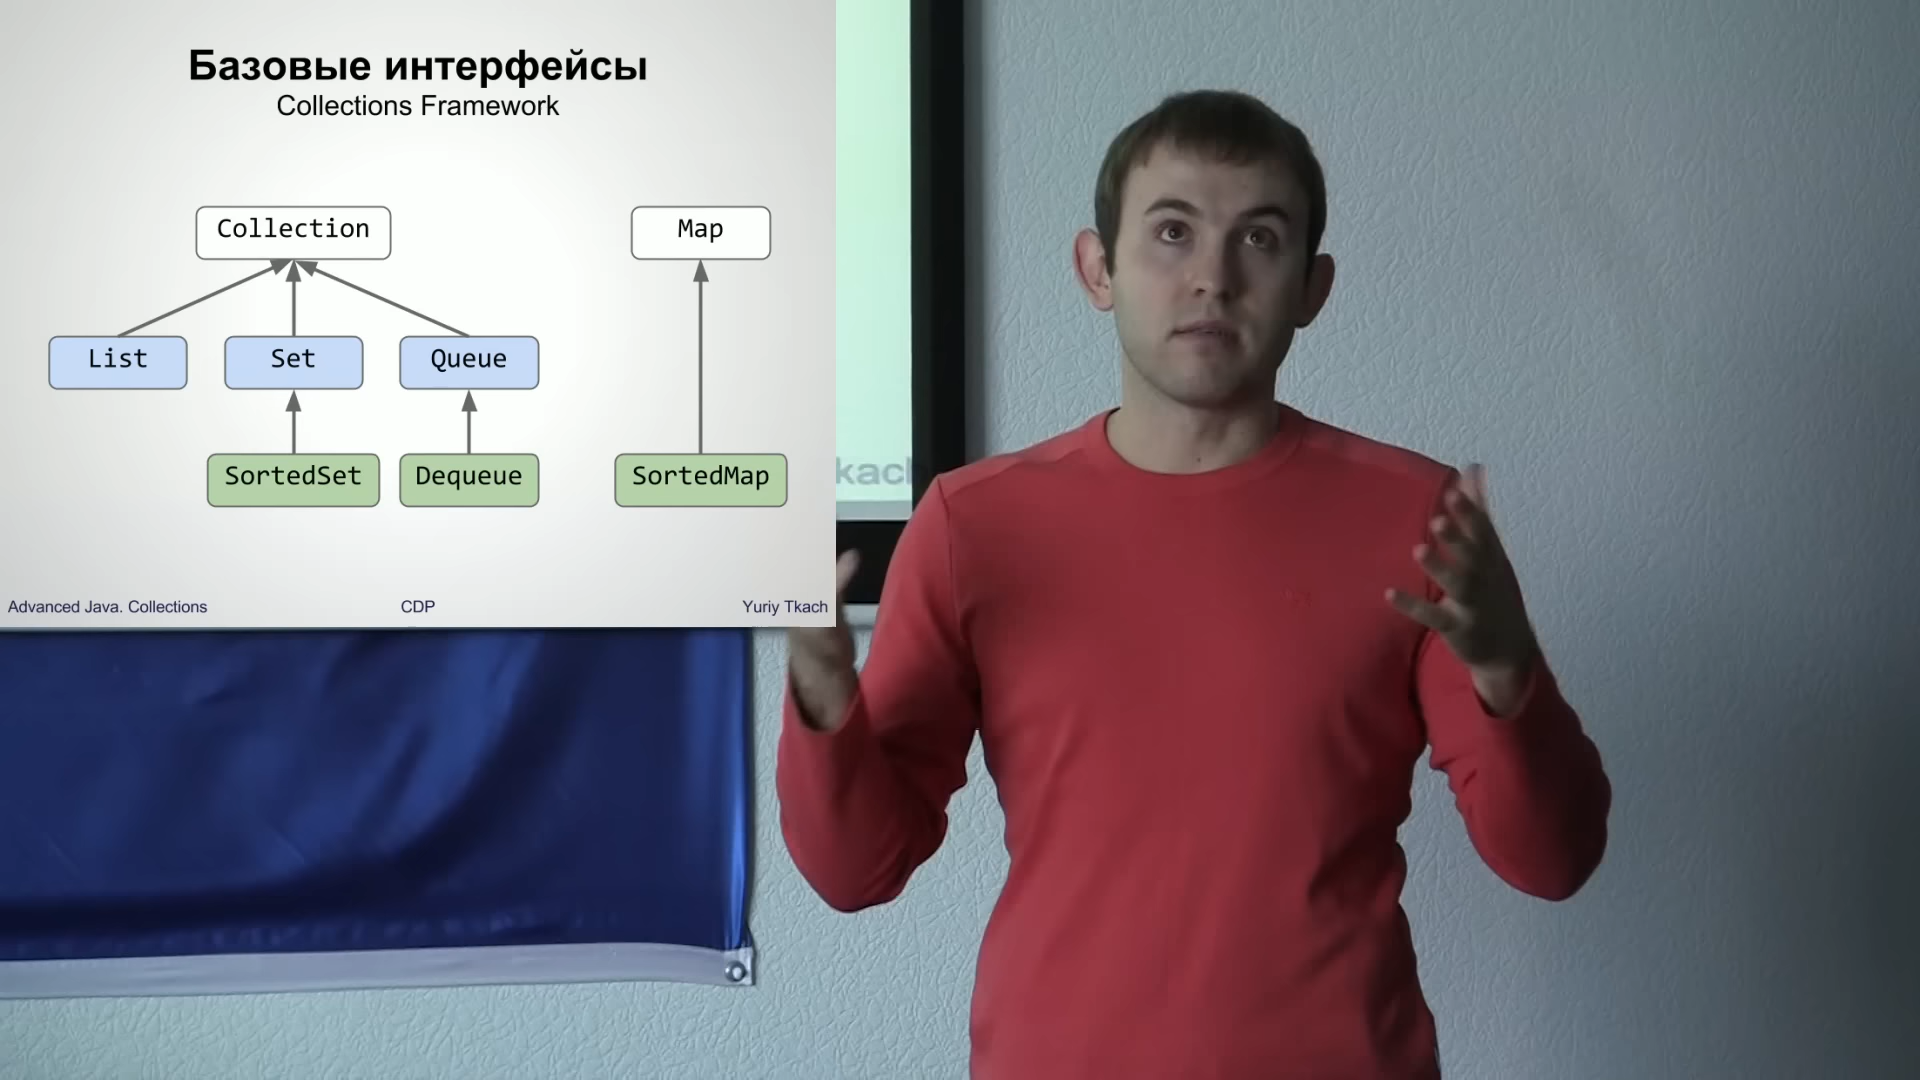 Базовые интерфейсы
Collections Framework
Collection
Map
List
Set
Queue
SortedSet
Dequeue
SortedMap
kach
Advanced Java. Collections
CDP
Yuriy Tkach